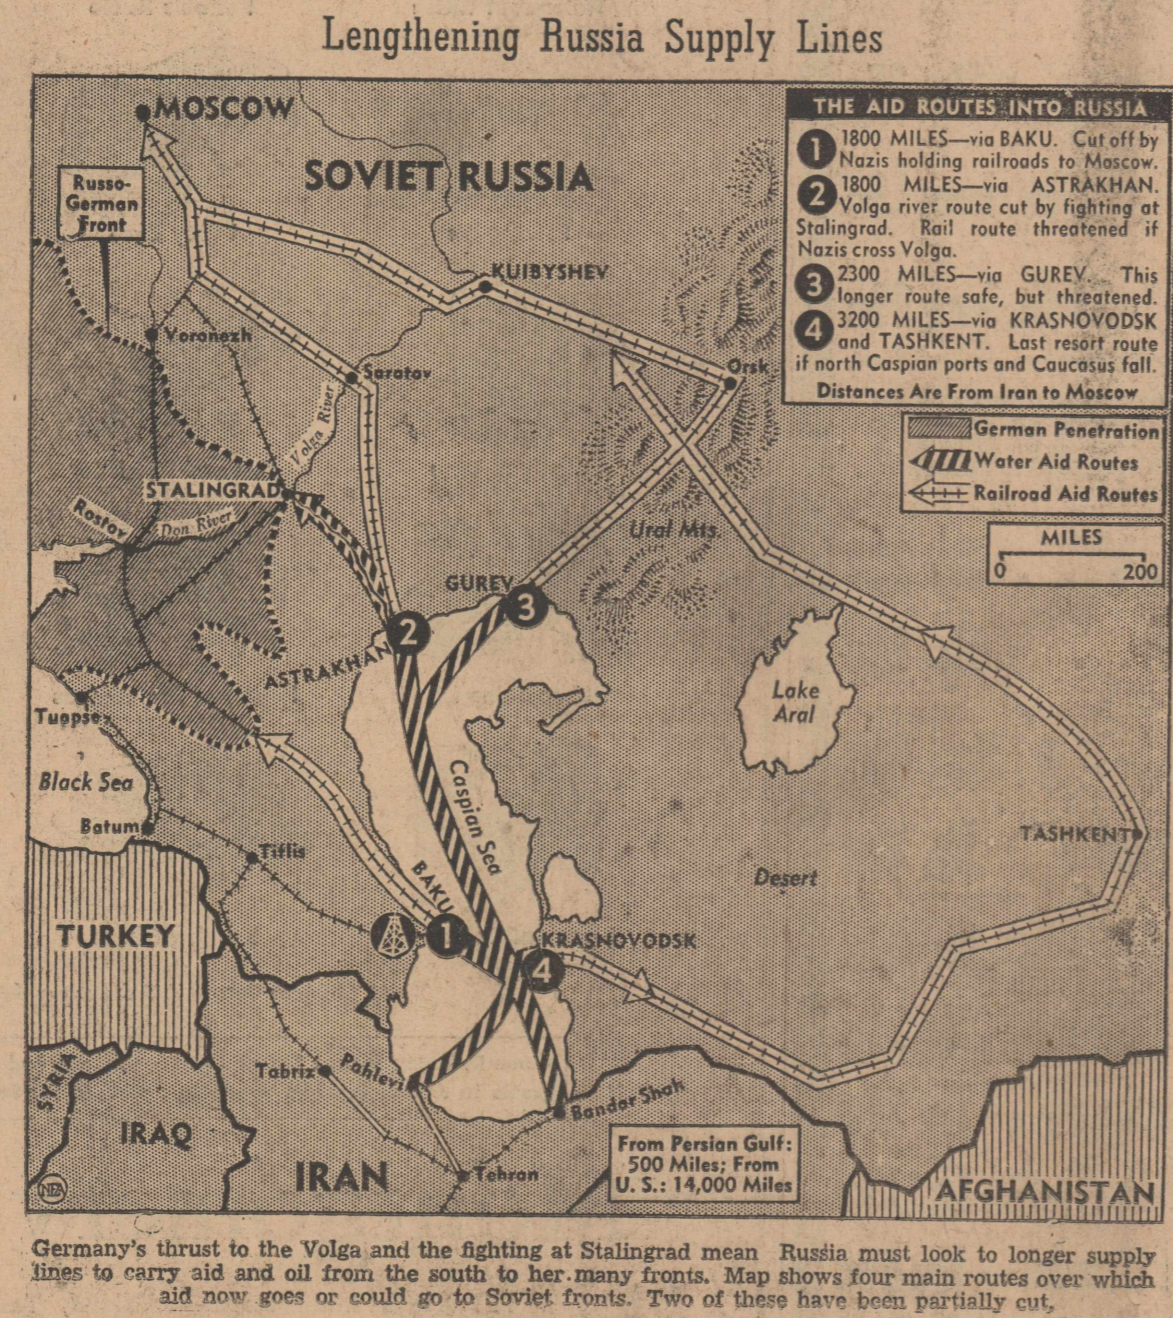 Lengthening Russia Supply Lines
MOSCOW
SOVIET RUSSIA
Russo-
German
Front
THE AID ROUTES INTO RUSSIA
1 1800 MILES—via BAKU. Cut off by
Nazis holding railroads to Moscow.
2 1800 MILES—via ASTRAKHAN.
Volga river route cut by fighting at
Stalingrad. Rail route threatened if
Nazis cross Volga.
3 2300 MILES—via GUREV. This
longer route safe, but threatened.
4 3200 MILES—via KRASNOVODSK
and TASHKENT. Last resort route
if north Caspian ports and Caucasus fall.
Distances Are From Iran to Moscow
German Penetration
Water Aid Routes
Railroad Aid Routes
MILES
0 200
KUIBYSHEV
Voronezh
Saratov
Orsk
Volga River
STALINGRAD
Rostov
Don River
Ural Mts.
GUREV
3
2
ASTRAKHAN
Lake
Aral
Tuapse
Black Sea
Caspian Sea
Batum
Tiflis
TASHKENT
Desert
BAKU
1
TURKEY
KRASNOVODSK
4
SYRIA
Tabriz
Pahlevi
Bandar Shah
IRAQ
IRAN
Tehran
From Persian Gulf:
500 Miles; From
U. S.: 14,000 Miles
AFGHANISTAN
NEA
Germany's thrust to the Volga and the fighting at Stalingrad mean Russia must look to longer supply
lines to carry aid and oil from the south to her many fronts. Map shows four main routes over which
aid now goes or could go to Soviet fronts. Two of these have been partially cut.